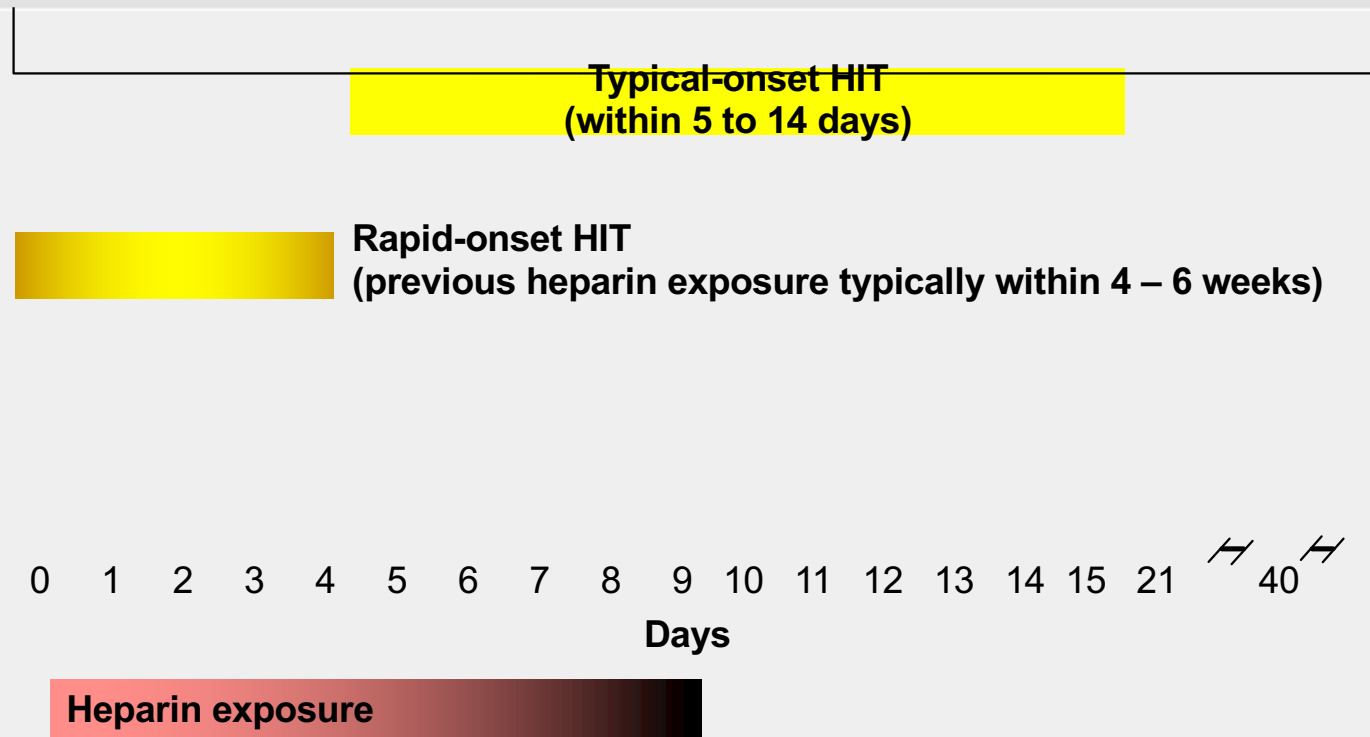 Typical-onset HIT
(within 5 to 14 days)
Rapid-onset HIT
(previous heparin exposure typically within 4 – 6 weeks)
0 1 2 3 4 5 6 7 8 9 10 11 12 13 14 15 21 40
Days
Heparin exposure